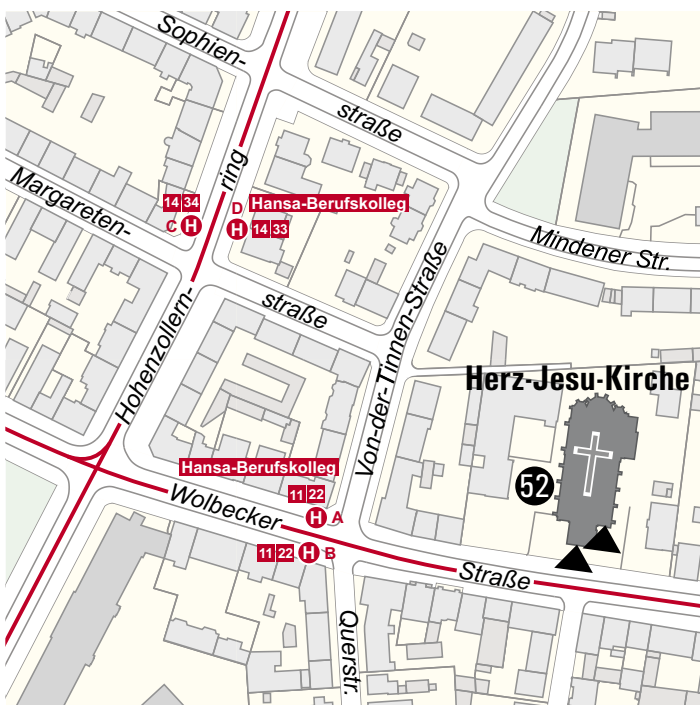 Sophien-
straße
ring
Margareten-
14 34
C H
D
Hansa-Berufskolleg
H 14 33
Mindener Str.
straße
Hohenzollern-
Von-der-Tinnen-Straße
Herz-Jesu-Kirche
Hansa-Berufskolleg
11 22
52
Wolbecker
H A
11 22 H B
Straße
Querstr.